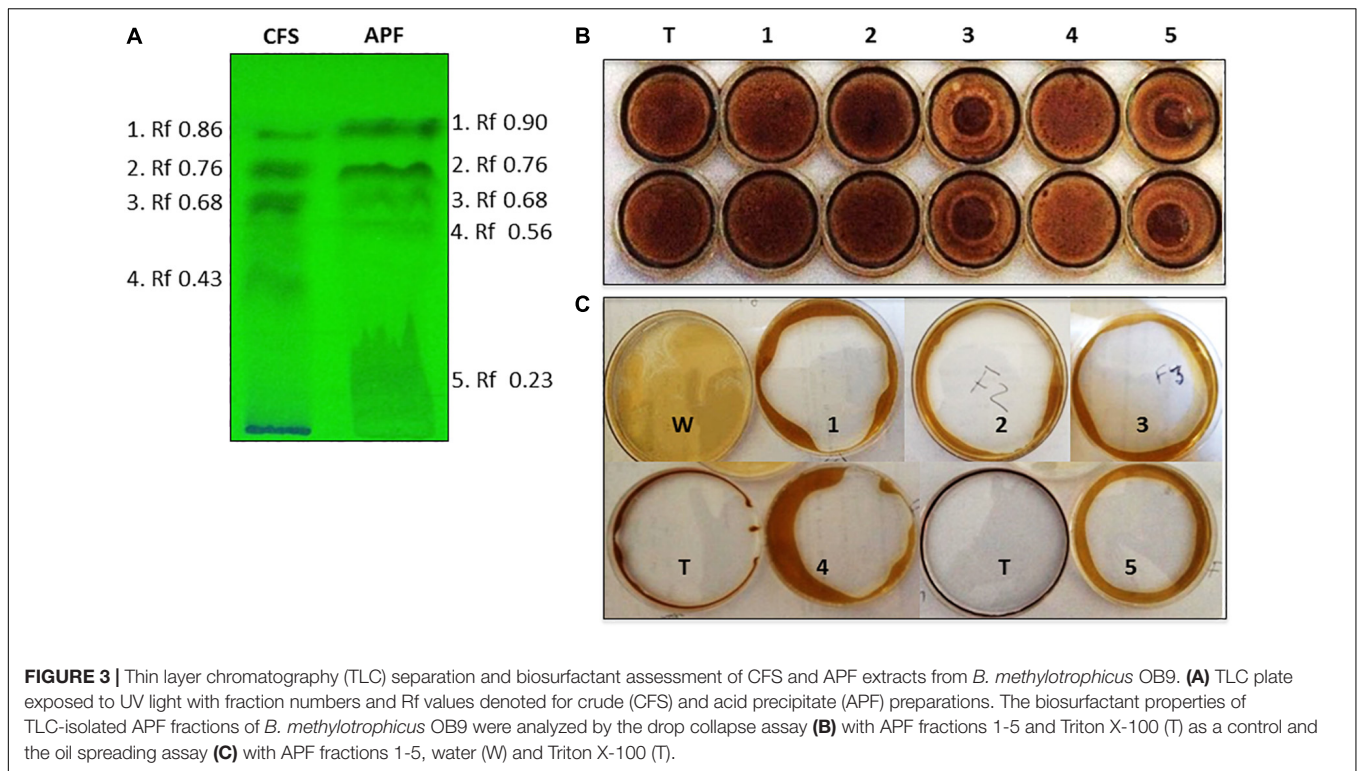 A CFS APF
1. Rf 0.86
2. Rf 0.76
3. Rf 0.68
4. Rf 0.43
1. Rf 0.90
2. Rf 0.76
3. Rf 0.68
4. Rf 0.56
5. Rf 0.23
B T 1 2 3 4 5
C
W 1 F2 2 F3 3
T 4 T 5
FIGURE 3 | Thin layer chromatography (TLC) separation and biosurfactant assessment of CFS and APF extracts from B. methylotrophicus OB9. (A) TLC plate
exposed to UV light with fraction numbers and Rf values denoted for crude (CFS) and acid precipitate (APF) preparations. The biosurfactant properties of
TLC-isolated APF fractions of B. methylotrophicus OB9 were analyzed by the drop collapse assay (B) with APF fractions 1-5 and Triton X-100 (T) as a control and
the oil spreading assay (C) with APF fractions 1-5, water (W) and Triton X-100 (T).